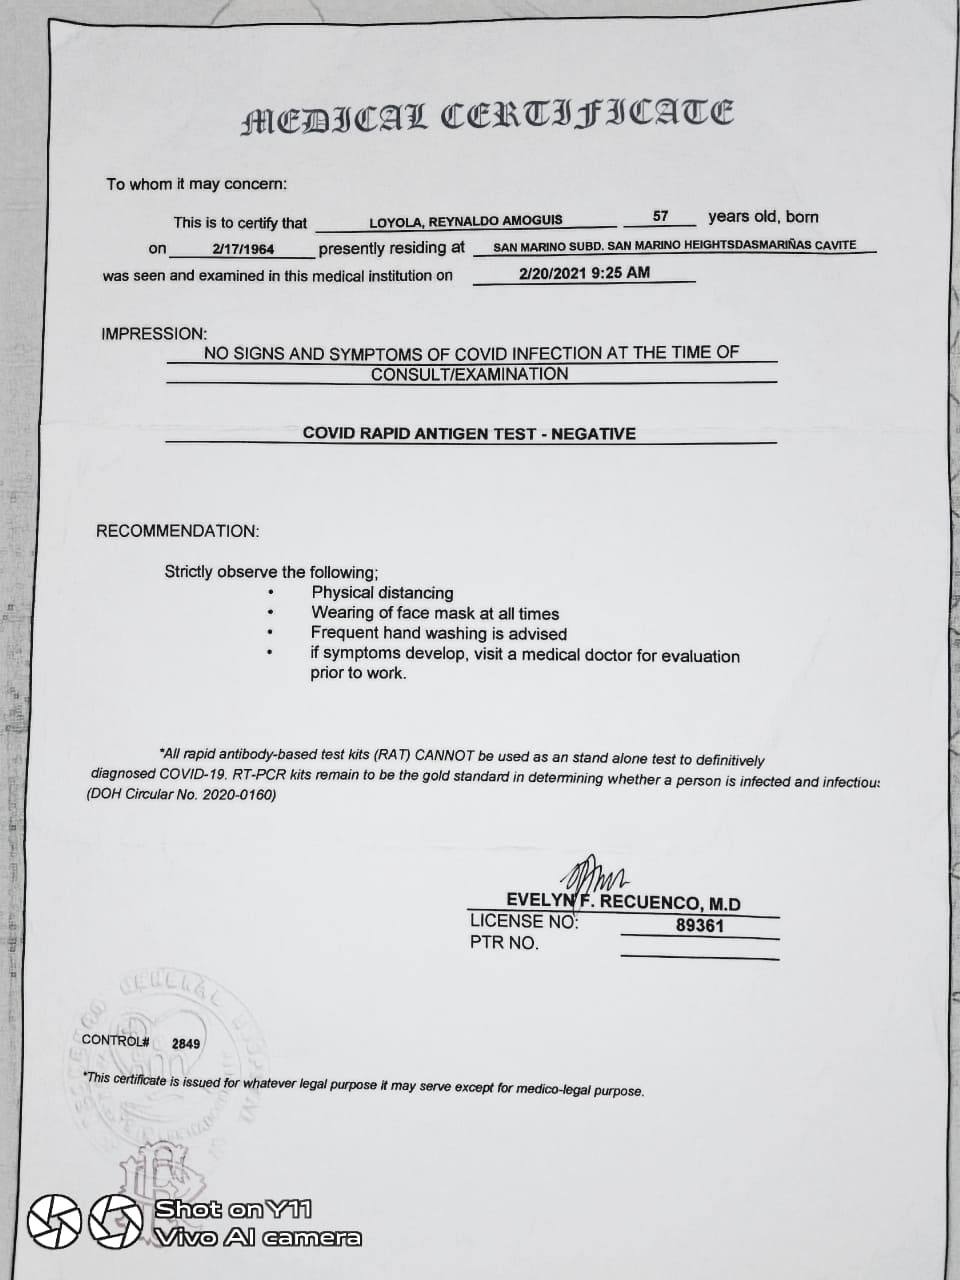 MEDICAL CERTIFICATE
To whom it may concern:
This is to certify that LOYOLA, REYNALDO AMOGUIS 57 years old, born
on 2/17/1964 presently residing at SAN MARINO SUBD. SAN MARINO HEIGHTSDASMARIÑAS CAVITE
was seen and examined in this medical institution on 2/20/2021 9:25 AM
IMPRESSION:
NO SIGNS AND SYMPTOMS OF COVID INFECTION AT THE TIME OF
CONSULT/EXAMINATION
COVID RAPID ANTIGEN TEST - NEGATIVE
RECOMMENDATION:
Strictly observe the following;
• Physical distancing
• Wearing of face mask at all times
• Frequent hand washing is advised
• if symptoms develop, visit a medical doctor for evaluation
prior to work.
*All rapid antibody-based test kits (RAT) CANNOT be used as an stand alone test to definitively
diagnosed COVID-19. RT-PCR kits remain to be the gold standard in determining whether a person is infected and infectiou:
(DOH Circular No. 2020-0160)
EVELYN F. RECUENCO, M.D
LICENSE NO: 89361
PTR NO.
GENERAL
CONTROL# 2849
*This certificate is issued for whatever legal purpose it may serve except for medico-legal purpose.
Shot on Y11
Vivo AI camera